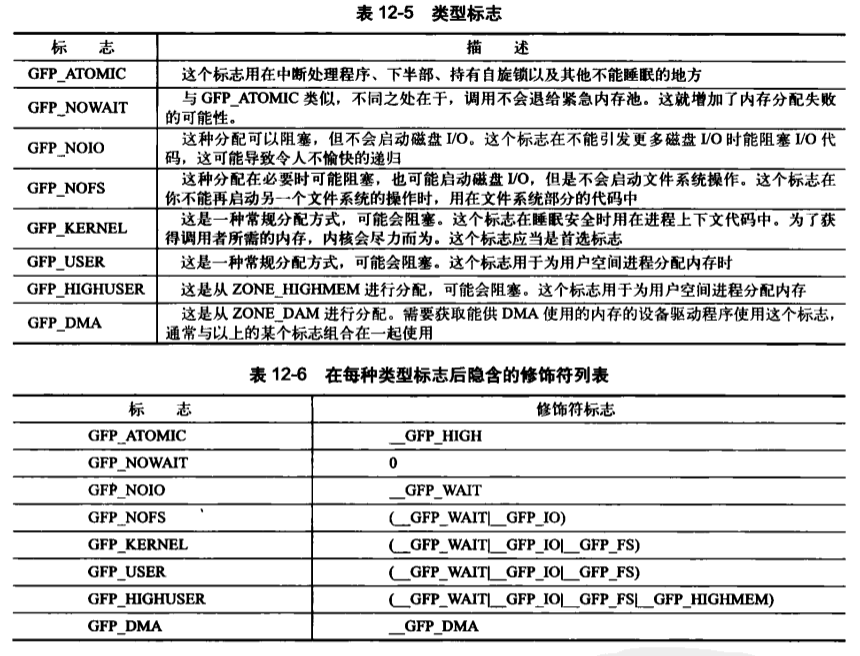 表 12-5 类型标志
标 志 描 述
GFP_ATOMIC 这个标志用在中断处理程序、下半部、持有自旋锁以及其他不能睡眠的地方
GFP_NOWAIT 与 GFP_ATOMIC 类似，不同之处在于，调用不会退给紧急内存池。这就增加了内存分配失败
的可能性。
GFP_NOIO 这种分配可以阻塞，但不会启动磁盘 I/O。这个标志在不能引发更多磁盘 I/O 时能阻塞 I/O 代
码，这可能导致令人不愉快的递归
GFP_NOFS 这种分配在必要时可能阻塞，也可能启动磁盘 I/O，但是不会启动文件系统操作。这个标志在
你不能再启动另一个文件系统的操作时，用在文件系统部分的代码中
GFP_KERNEL 这是一种常规分配方式，可能会阻塞。这个标志在睡眠安全时用在进程上下文代码中。为了获
得调用者所需的内存，内核会尽力而为。这个标志应当是首选标志
GFP_USER 这是一种常规分配方式，可能会阻塞。这个标志用于为用户空间进程分配内存时
GFP_HIGHUSER 这是从 ZONE_HIGHMEM 进行分配，可能会阻塞。这个标志用于为用户空间进程分配内存
GFP_DMA 这是从 ZONE_DAM 进行分配。需要获取能供 DMA 使用的内存的设备驱动程序使用这个标志，
通常与以上的某个标志组合在一起使用
表 12-6 在每种类型标志后隐含的修饰符列表
标 志 修饰符标志
GFP_ATOMIC __GFP_HIGH
GFP_NOWAIT 0
GFP_NOIO __GFP_WAIT
GFP_NOFS (__GFP_WAIT|__GFP_IO)
GFP_KERNEL (__GFP_WAIT|__GFP_IO|__GFP_FS)
GFP_USER (__GFP_WAIT|__GFP_IO|__GFP_FS)
GFP_HIGHUSER (__GFP_WAIT|__GFP_IO|__GFP_FS|__GFP_HIGHMEM)
GFP_DMA __GFP_DMA